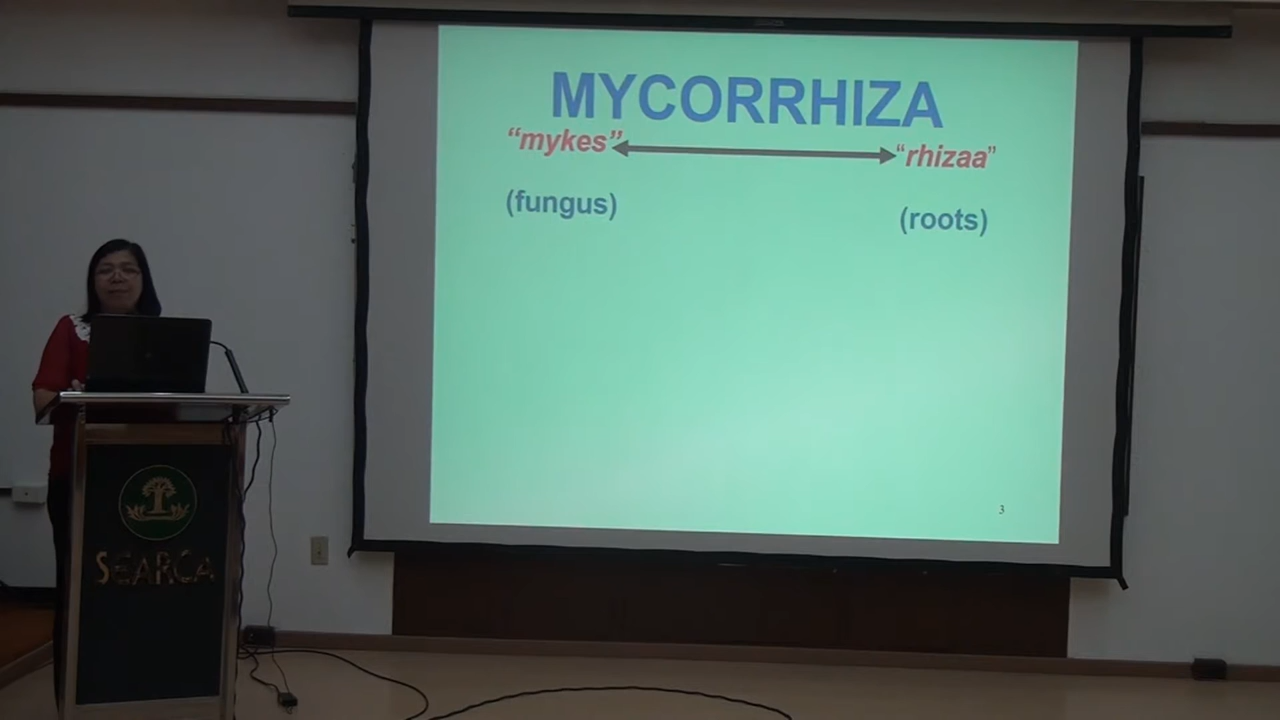 MYCORRHIZA
“mykes” “rhizaa”
(fungus) (roots)
3
SEARCA